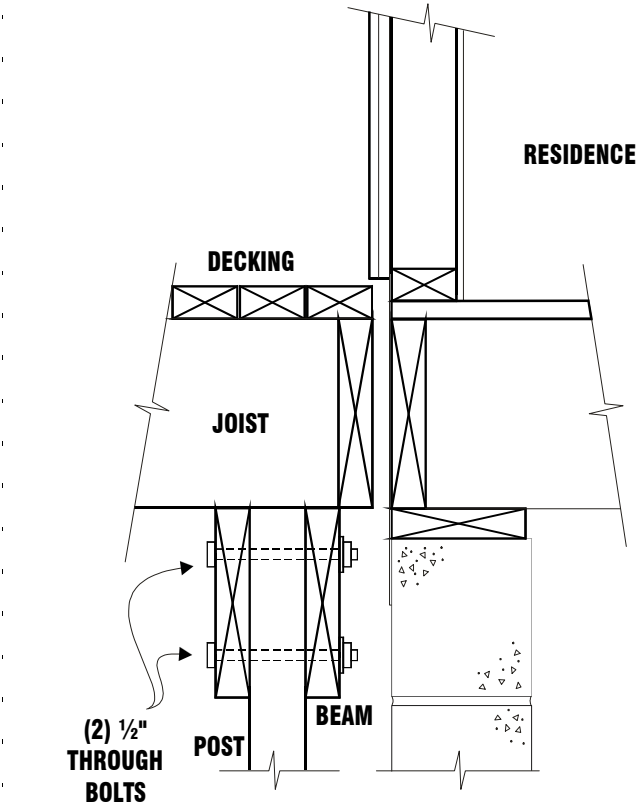 RESIDENCE
DECKING
JOIST
BEAM
POST
(2) ½"
THROUGH
BOLTS